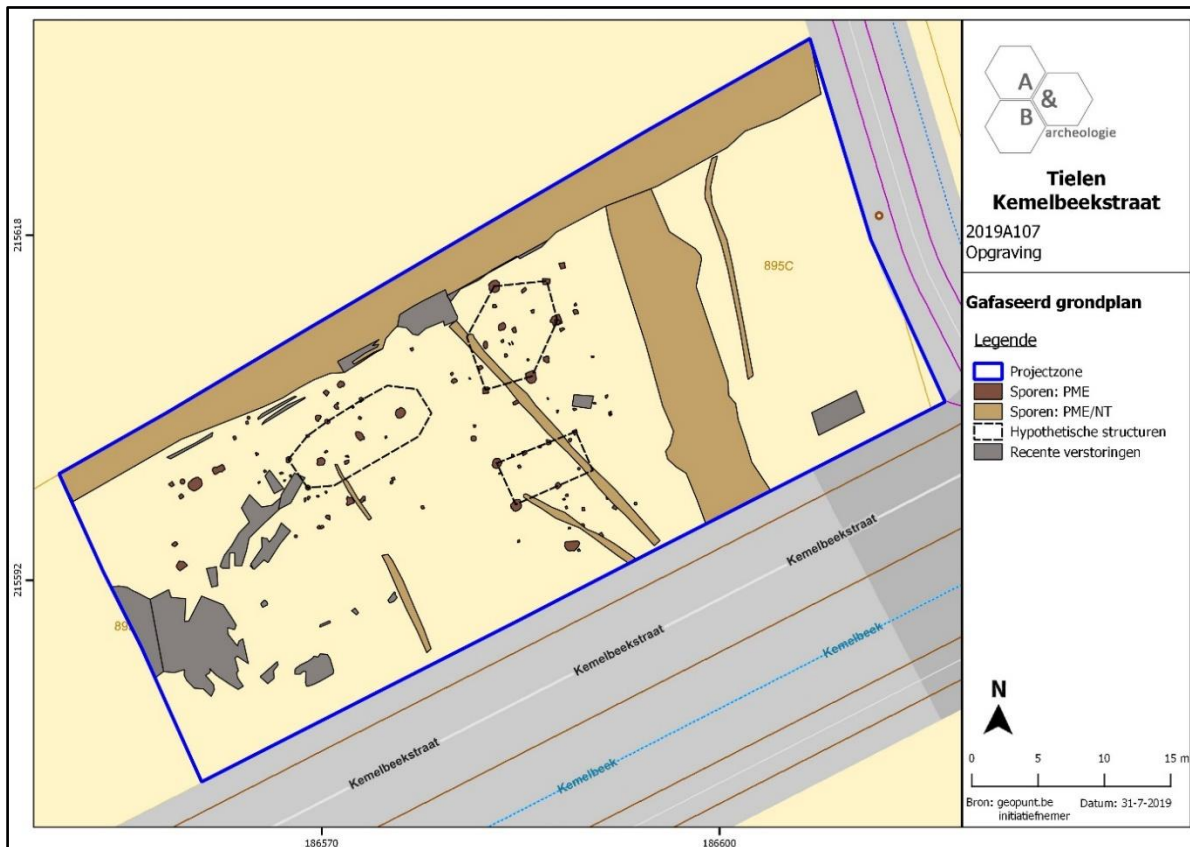 A
&
B
archeologie
Tielen
Kemelbeekstraat
2019A107
Opgraving
Gafaseerd grondplan
Legende
Projectzone
Sporen: PME
Sporen: PME/NT
Hypothetische structuren
Recente verstoringen
N
0 5 10 15 m
Bron: geopunt.be Datum: 31-7-2019
initiatiefnemer
215618
215592
186570
186600
895C
89
Kemelbeekstraat
Kemelbeekstraat
Kemelbeekstraat
Kemelbeek
Kemelbeek